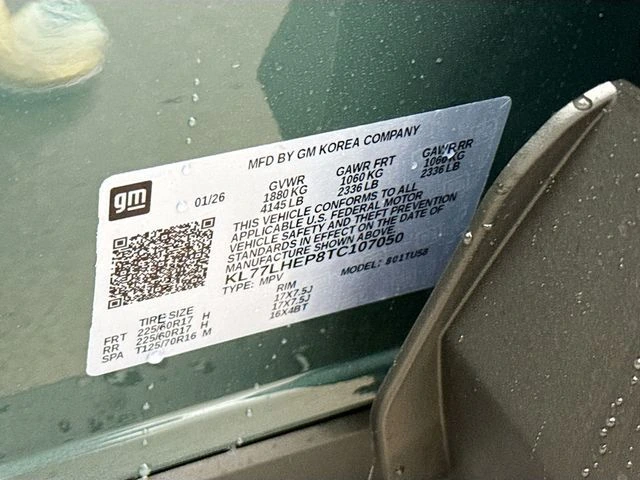 MFD BY GM KOREA COMPANY
gm
01/26
GVWR GAWR FRT GAWR RR
1880 KG 1060 KG 1060 KG
4145 LB 2336 LB 2336 LB
THIS VEHICLE CONFORMS TO ALL
APPLICABLE U.S. FEDERAL MOTOR
VEHICLE SAFETY AND THEFT PREVENTION
STANDARDS IN EFFECT ON THE DATE OF
MANUFACTURE SHOWN ABOVE.
KL77LHEP8TC107050
TYPE: MPV MODEL: 801TU58
TIRE SIZE RIM
FRT 225/60R17 H 17X7.5J
RR 225/60R17 H 17X7.5J
SPA T125/70R16 M 16X4BT